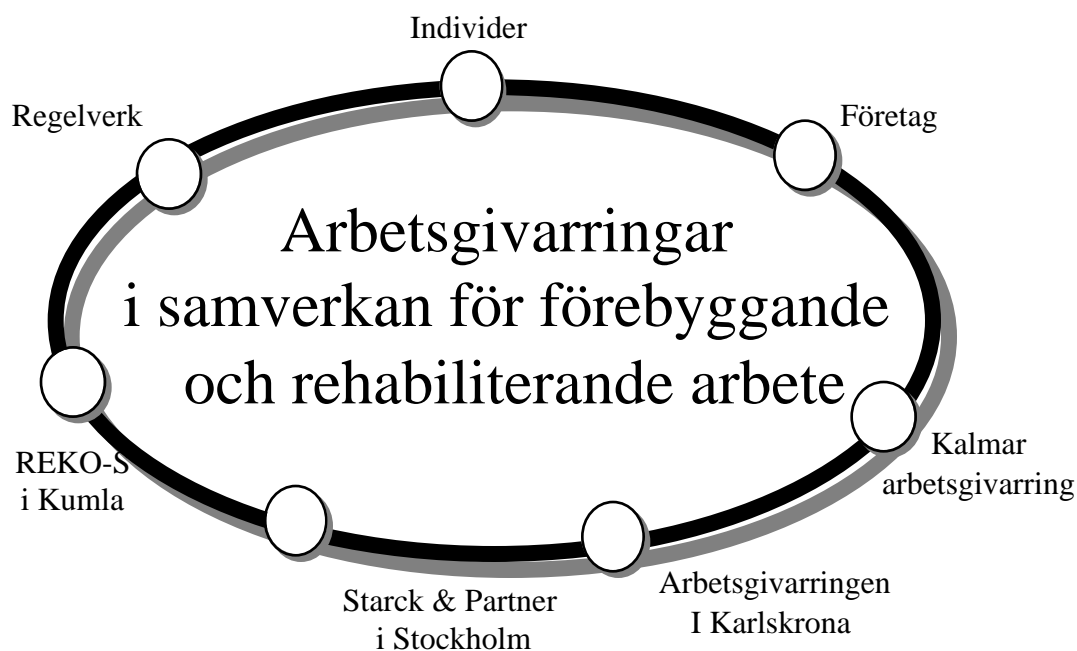 Individer
Regelverk
Företag
Arbetsgivarringar
i samverkan för förebyggande
och rehabiliterande arbete
Kalmar
arbetsgivarring
REKO-S
i Kumla
Starck & Partner
i Stockholm
Arbetsgivarringen
I Karlskrona